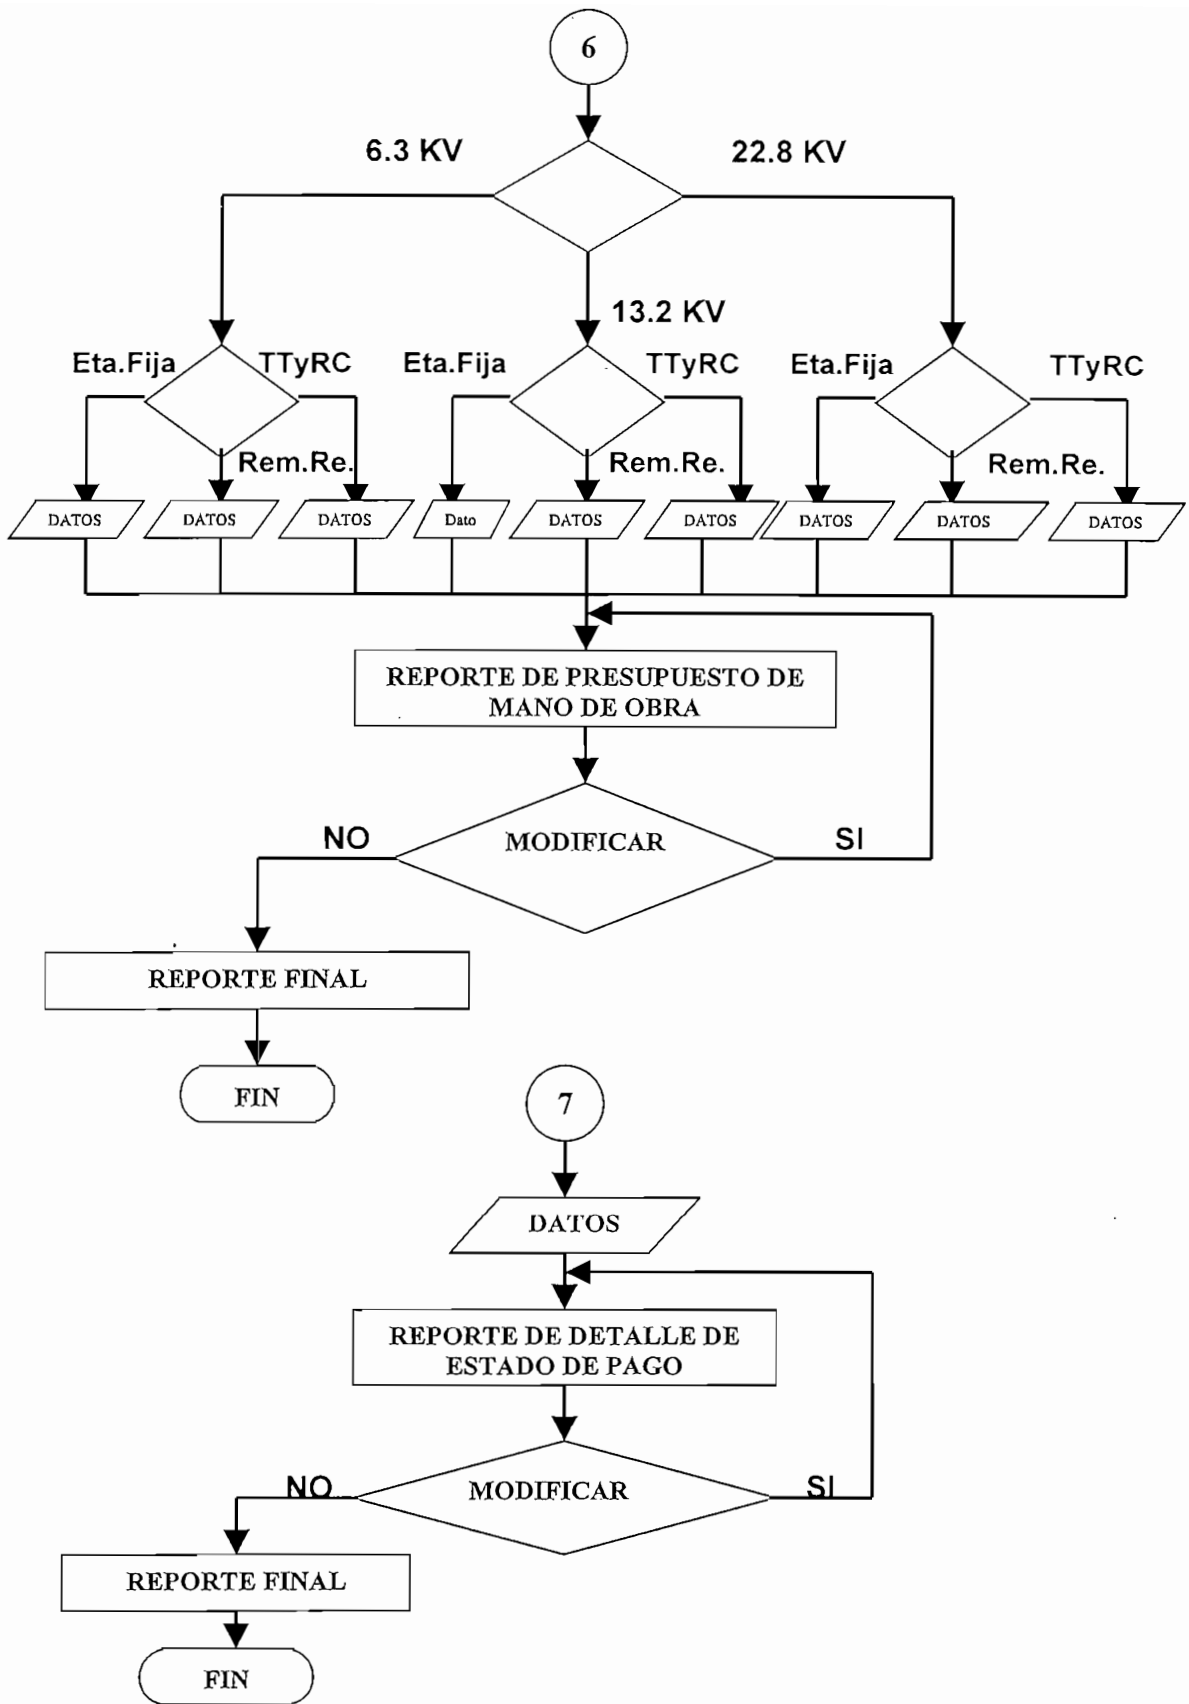 6
6.3 KV
22.8 KV
13.2 KV
Eta.Fija
TTyRC
Eta.Fija
TTyRC
Eta.Fija
TTyRC
Rem.Re.
Rem.Re.
Rem.Re.
DATOS
DATOS
DATOS
Dato
DATOS
DATOS
DATOS
DATOS
DATOS
REPORTE DE PRESUPUESTO DE
MANO DE OBRA
NO
MODIFICAR
SI
REPORTE FINAL
FIN
7
DATOS
REPORTE DE DETALLE DE
ESTADO DE PAGO
NO
MODIFICAR
SI
REPORTE FINAL
FIN